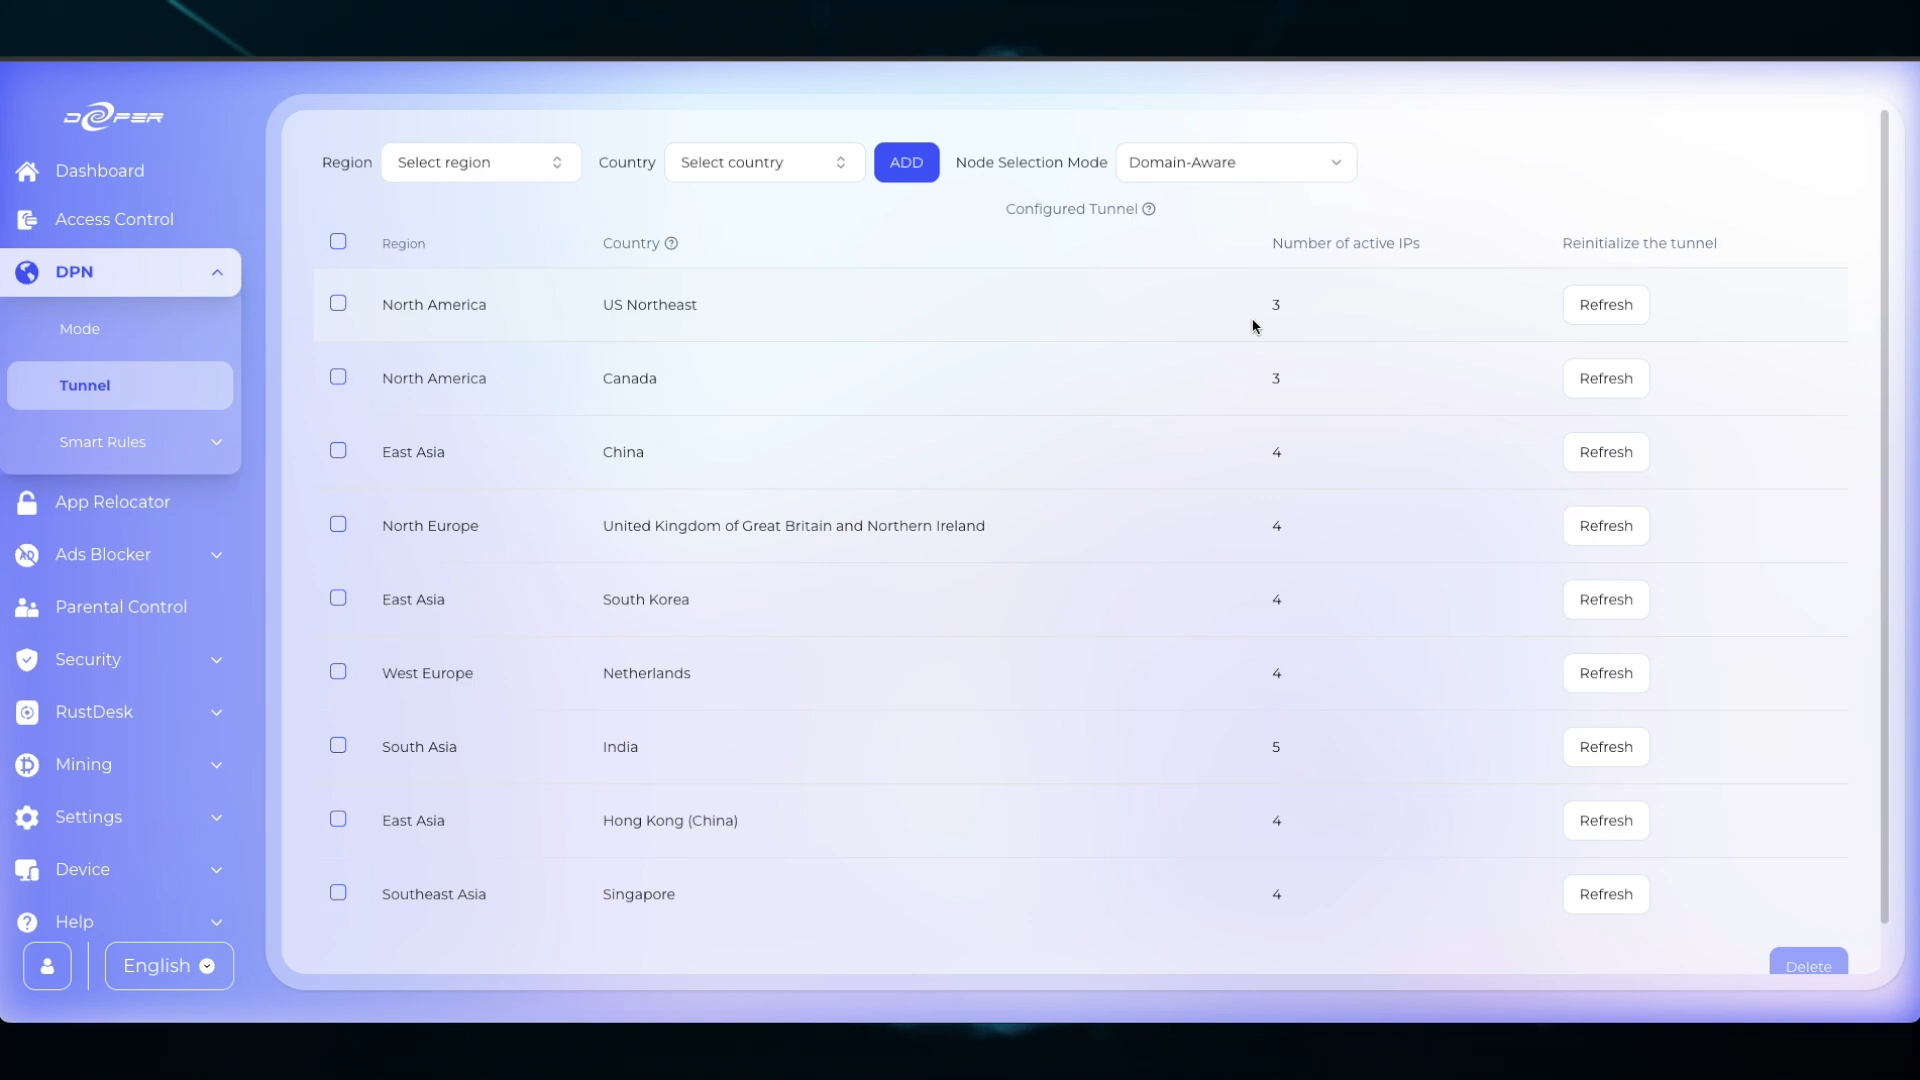 DEEPER
Dashboard
Access Control
DPN
Mode
Tunnel
Smart Rules
App Relocator
Ads Blocker
Parental Control
Security
RustDesk
Mining
Settings
Device
Help
English
Region Select region Country Select country ADD Node Selection Mode Domain-Aware
Configured Tunnel
Region Country Number of active IPs Reinitialize the tunnel
North America US Northeast 3 Refresh
North America Canada 3 Refresh
East Asia China 4 Refresh
North Europe United Kingdom of Great Britain and Northern Ireland 4 Refresh
East Asia South Korea 4 Refresh
West Europe Netherlands 4 Refresh
South Asia India 5 Refresh
East Asia Hong Kong (China) 4 Refresh
Southeast Asia Singapore 4 Refresh
Delete